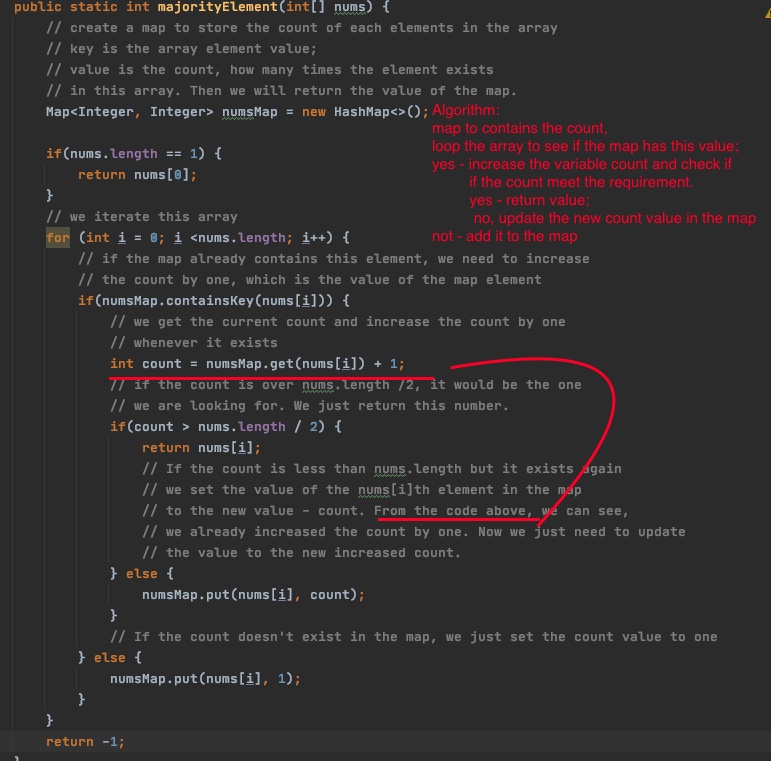 public static int majorityElement(int[] nums) {
// create a map to store the count of each elements in the array
// key is the array element value;
// value is the count, how many times the element exists
// in this array. Then we will return the value of the map.
Map<Integer, Integer> numsMap = new HashMap<>();
Algorithm:
map to contains the count,
loop the array to see if the map has this value;
yes - increase the variable count and check if
if the count meet the requirement.
yes - return value;
no, update the new count value in the map
not - add it to the map
if(nums.length == 1) {
return nums[0];
}
// we iterate this array
for (int i = 0; i <nums.length; i++) {
// if the map already contains this element, we need to increase
// the count by one, which is the value of the map element
if(numsMap.containsKey(nums[i])) {
// we get the current count and increase the count by one
// whenever it exists
int count = numsMap.get(nums[i]) + 1;
// if the count is over nums.length /2, it would be the one
// we are looking for. We just return this number.
if(count > nums.length / 2) {
return nums[i];
// If the count is less than nums.length but it exists again
// we set the value of the nums[i]th element in the map
// to the new value - count. From the code above, we can see,
// we already increased the count by one. Now we just need to update
// the value to the new increased count.
} else {
numsMap.put(nums[i], count);
}
// If the count doesn't exist in the map, we just set the count value to one
} else {
numsMap.put(nums[i], 1);
}
}
return -1;
}